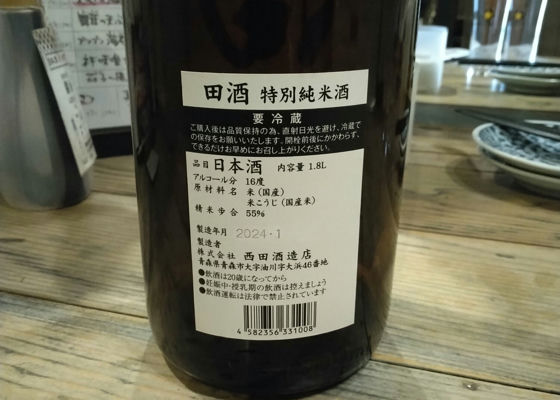 田酒 特別純米酒
要冷蔵
ご購入後は品質保持の為、直射日光を避け、冷蔵で
の保存をお願いいたします。開栓前後にかかわらず、
できるだけお早めにお召し上がりください。
品目 日本酒 内容量 1.8L
アルコール分 16度
原材料名 米(国産)
米こうじ(国産米)
精米歩合 55%
製造年月 2024.1
製造者
株式会社 西田酒造店
青森県青森市大字油川字大浜46番地
●飲酒は20歳になってから
●妊娠中・授乳期の飲酒は控えましょう
●飲酒運転は法律で禁止されています
4 582356 331008